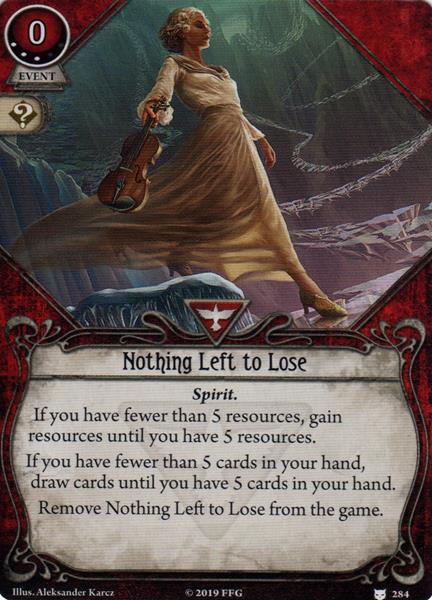 0
EVENT
?
Nothing Left to Lose
Spirit.
If you have fewer than 5 resources, gain
resources until you have 5 resources.
If you have fewer than 5 cards in your hand,
draw cards until you have 5 cards in your hand.
Remove Nothing Left to Lose from the game.
Illus. Aleksander Karcz © 2019 FFG 284